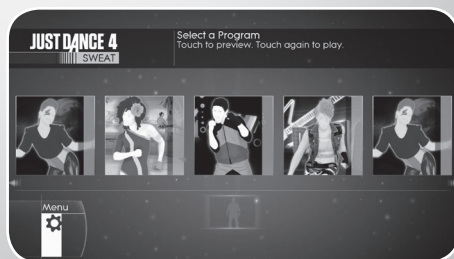 JUST DANCE 4
SWEAT
Select a Program
Touch to preview. Touch again to play.
Menu